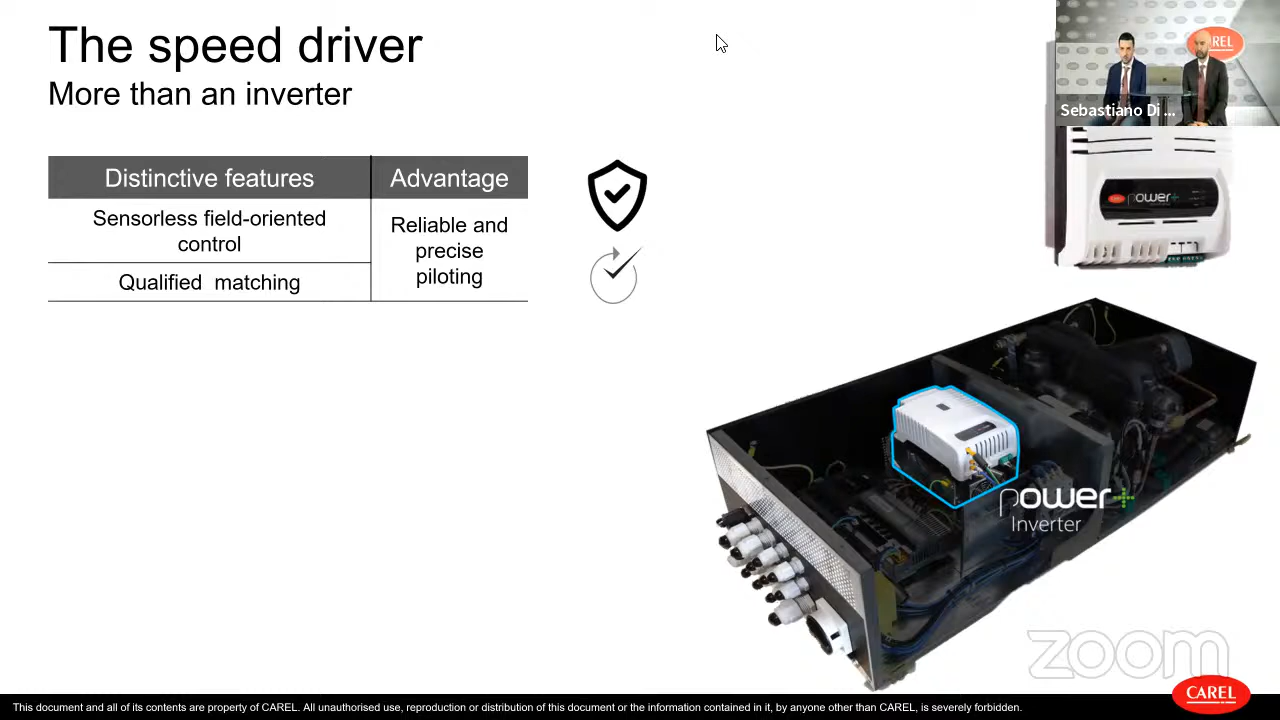 The speed driver
More than an inverter
Sebastiano Di ...
CAREL
Distinctive features
Advantage
Sensorless field-oriented
control
Reliable and
precise
piloting
Qualified matching
CAREL
power+
power+
Inverter
zoom
CAREL
This document and all of its contents are property of CAREL. All unauthorised use, reproduction or distribution of this document or the information contained in it, by anyone other than CAREL, is severely forbidden.